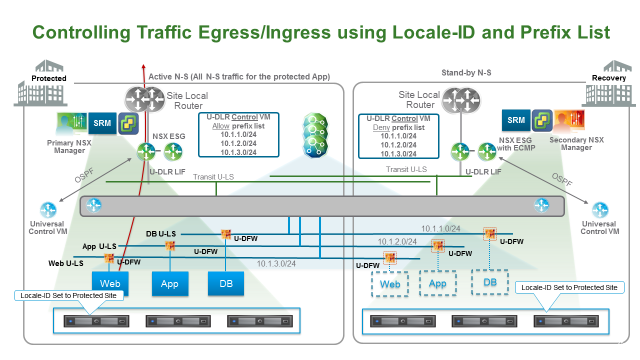 Controlling Traffic Egress/Ingress using Locale-ID and Prefix List
Protected
Active N-S (All N-S traffic for the protected App)
Stand-by N-S
Recovery
Site Local
Router
U-DLR Control VM
Allow prefix list
10.1.1.0/24
10.1.2.0/24
10.1.3.0/24
U-DLR Control VM
Deny prefix list
10.1.1.0/24
10.1.2.0/24
10.1.3.0/24
Site Local
Router
SRM
Primary NSX
Manager
NSX ESG
SRM
NSX ESG
with ECMP
Secondary NSX
Manager
OSPF
U-DLR LIF
Transit U-LS
Transit U-LS
U-DLR LIF
OSPF
Universal
Control VM
Universal
Control VM
DB U-LS
U-DFW
10.1.1.0/24
U-DFW
App U-LS
U-DFW
10.1.2.0/24
U-DFW
Web U-LS
U-DFW
10.1.3.0/24
U-DFW
Web
App
DB
Web
App
DB
Locale-ID Set to Protected Site
Locale-ID Set to Protected Site